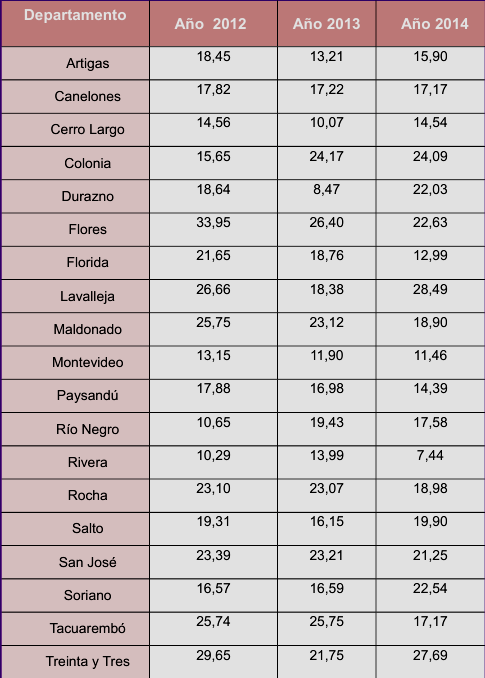 Departamento Año 2012 Año 2013 Año 2014
Artigas 18,45 13,21 15,90
Canelones 17,82 17,22 17,17
Cerro Largo 14,56 10,07 14,54
Colonia 15,65 24,17 24,09
Durazno 18,64 8,47 22,03
Flores 33,95 26,40 22,63
Florida 21,65 18,76 12,99
Lavalleja 26,66 18,38 28,49
Maldonado 25,75 23,12 18,90
Montevideo 13,15 11,90 11,46
Paysandú 17,88 16,98 14,39
Río Negro 10,65 19,43 17,58
Rivera 10,29 13,99 7,44
Rocha 23,10 23,07 18,98
Salto 19,31 16,15 19,90
San José 23,39 23,21 21,25
Soriano 16,57 16,59 22,54
Tacuarembó 25,74 25,75 17,17
Treinta y Tres 29,65 21,75 27,69